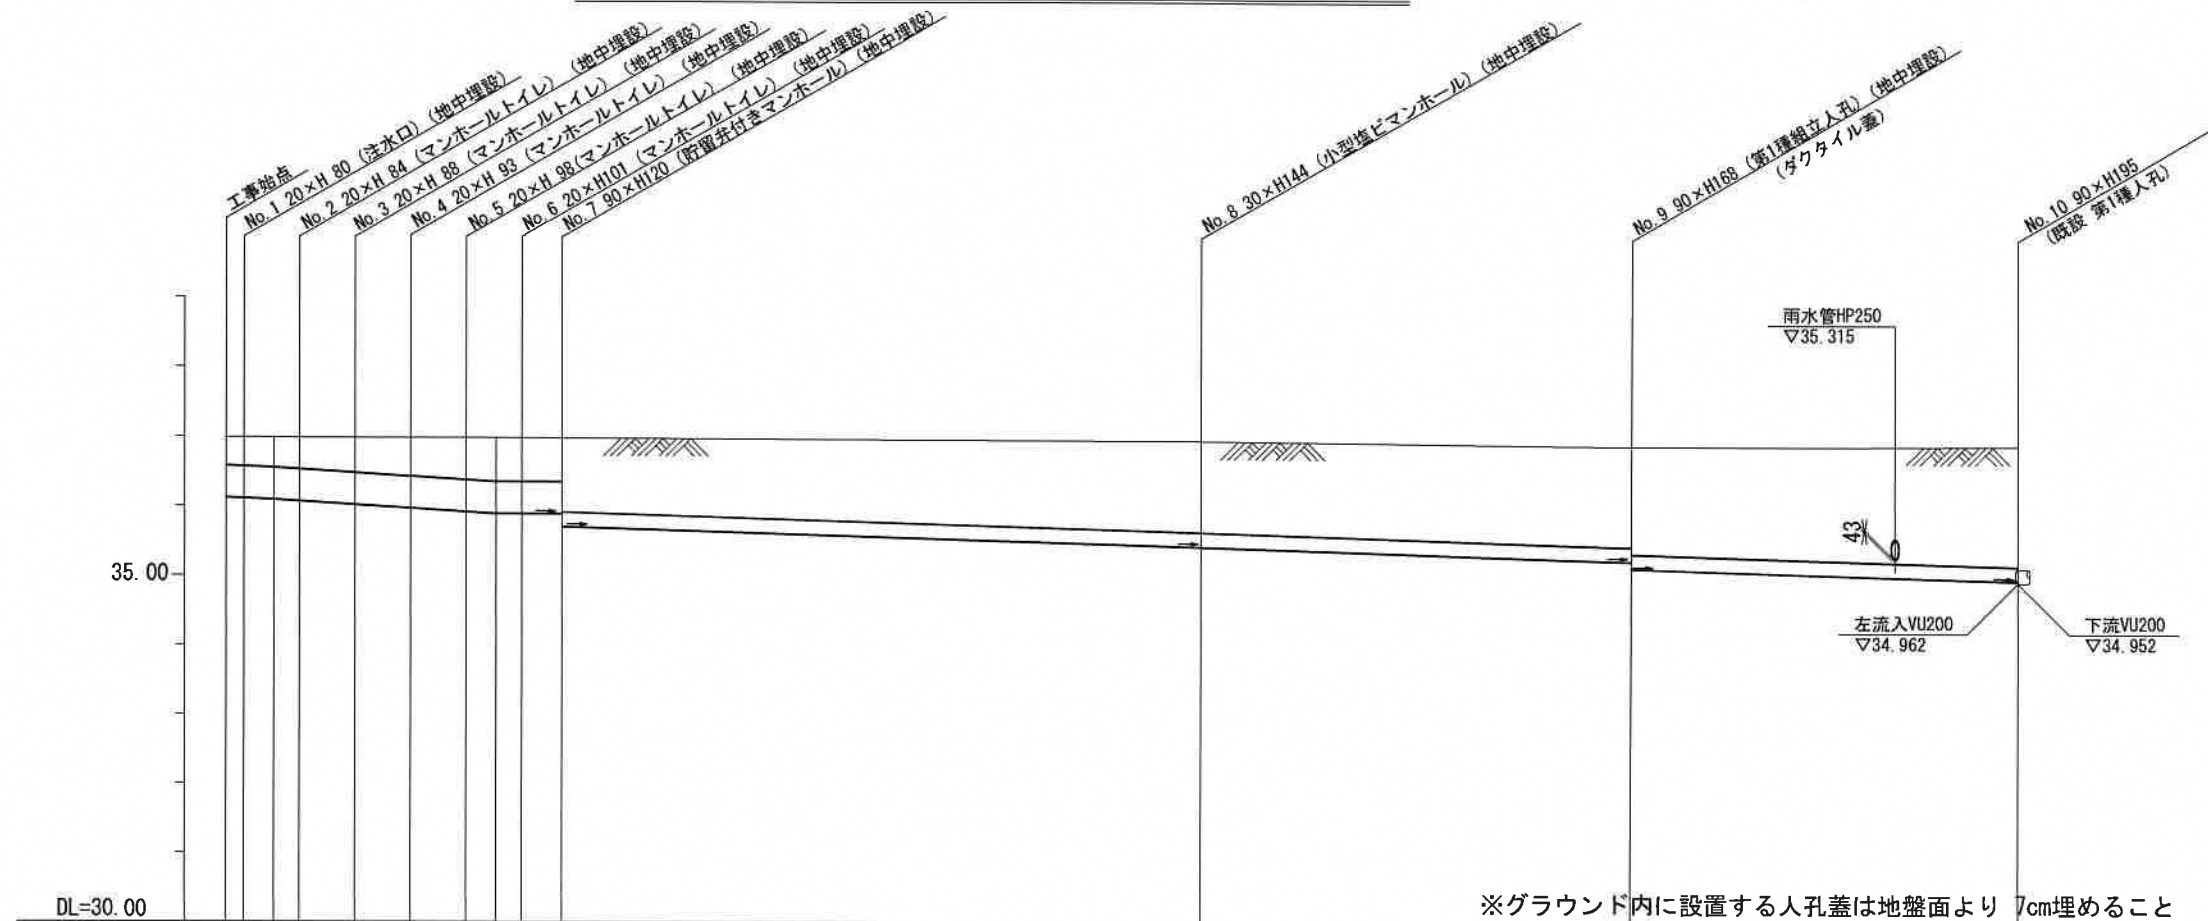 工事始点
No.1 20×H 80 (注水口) (地中埋設)
No.2 20×H 84 (マンホールトイレ) (地中埋設)
No.3 20×H 88 (マンホールトイレ) (地中埋設)
No.4 20×H 93 (マンホールトイレ) (地中埋設)
No.5 20×H 98(マンホールトイレ) (地中埋設)
No.6 20×H101 (マンホールトイレ) (地中埋設)
No.7 90×H120 (貯留弁付きマンホール) (地中埋設)
No.8 30×H144 (小型塩ビマンホール) (地中埋設)
No.9 90×H168 (第1種組立人孔) (地中埋設)
(ダクタイル蓋)
No.10 90×H195
(既設 第1種人孔)
雨水管HP250
▽35.315
43
35.00
左流入VU200
▽34.962
下流VU200
▽34.952
DL=30.00
※グラウンド内に設置する人孔蓋は地盤面より 7cm埋めること